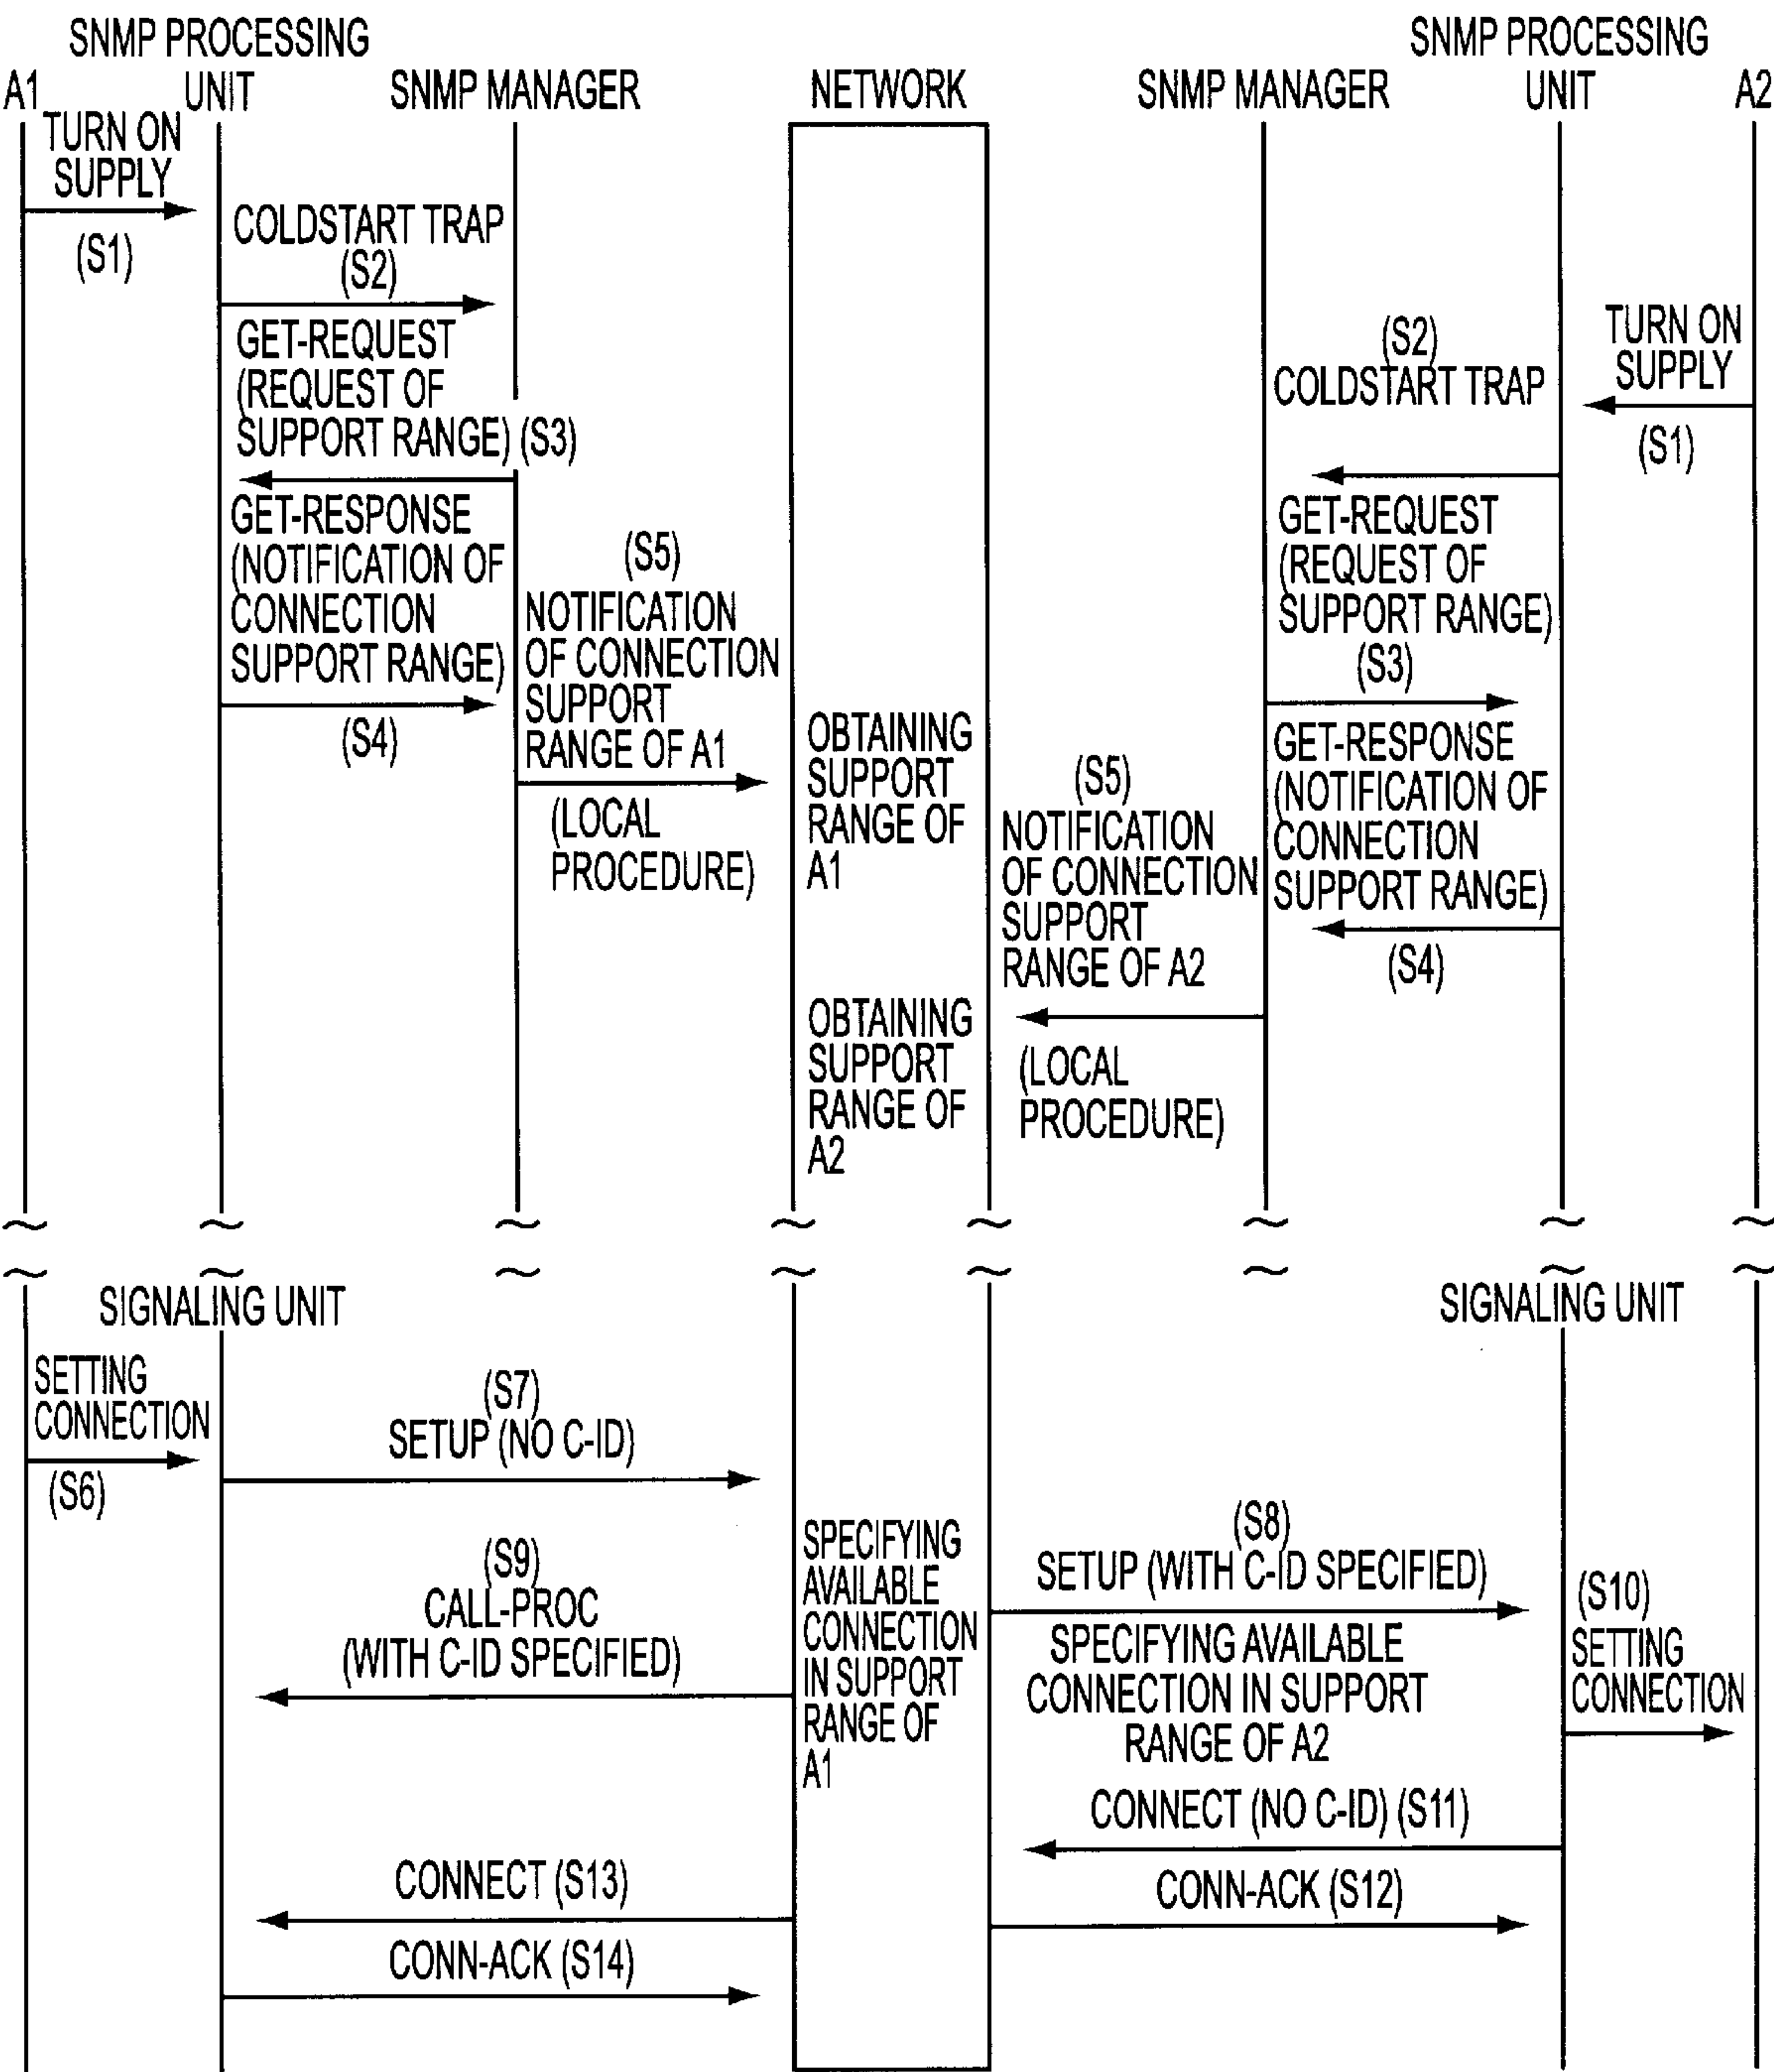 SNMP PROCESSING
UNIT
SNMP PROCESSING
UNIT
A1
SNMP MANAGER
NETWORK
SNMP MANAGER
A2
TURN ON
SUPPLY
(S1)
COLDSTART TRAP
(S2)
GET-REQUEST
(REQUEST OF
SUPPORT RANGE) (S3)
GET-RESPONSE
(NOTIFICATION OF
CONNECTION
SUPPORT RANGE)
(S4)
(S5)
NOTIFICATION
OF CONNECTION
SUPPORT
RANGE OF A1
(LOCAL
PROCEDURE)
OBTAINING
SUPPORT
RANGE OF
A1
TURN ON
SUPPLY
(S1)
(S2)
COLDSTART TRAP
GET-REQUEST
(REQUEST OF
SUPPORT RANGE)
(S3)
GET-RESPONSE
(NOTIFICATION OF
CONNECTION
SUPPORT RANGE)
(S4)
(S5)
NOTIFICATION
OF CONNECTION
SUPPORT
RANGE OF A2
(LOCAL
PROCEDURE)
OBTAINING
SUPPORT
RANGE OF
A2
SIGNALING UNIT
SIGNALING UNIT
SETTING
CONNECTION
(S6)
(S7)
SETUP (NO C-ID)
(S9)
CALL-PROC
(WITH C-ID SPECIFIED)
SPECIFYING
AVAILABLE
CONNECTION
IN SUPPORT
RANGE OF
A1
(S8)
SETUP (WITH C-ID SPECIFIED)
SPECIFYING AVAILABLE
CONNECTION IN SUPPORT
RANGE OF A2
(S10)
SETTING
CONNECTION
CONNECT (NO C-ID) (S11)
CONN-ACK (S12)
CONNECT (S13)
CONN-ACK (S14)